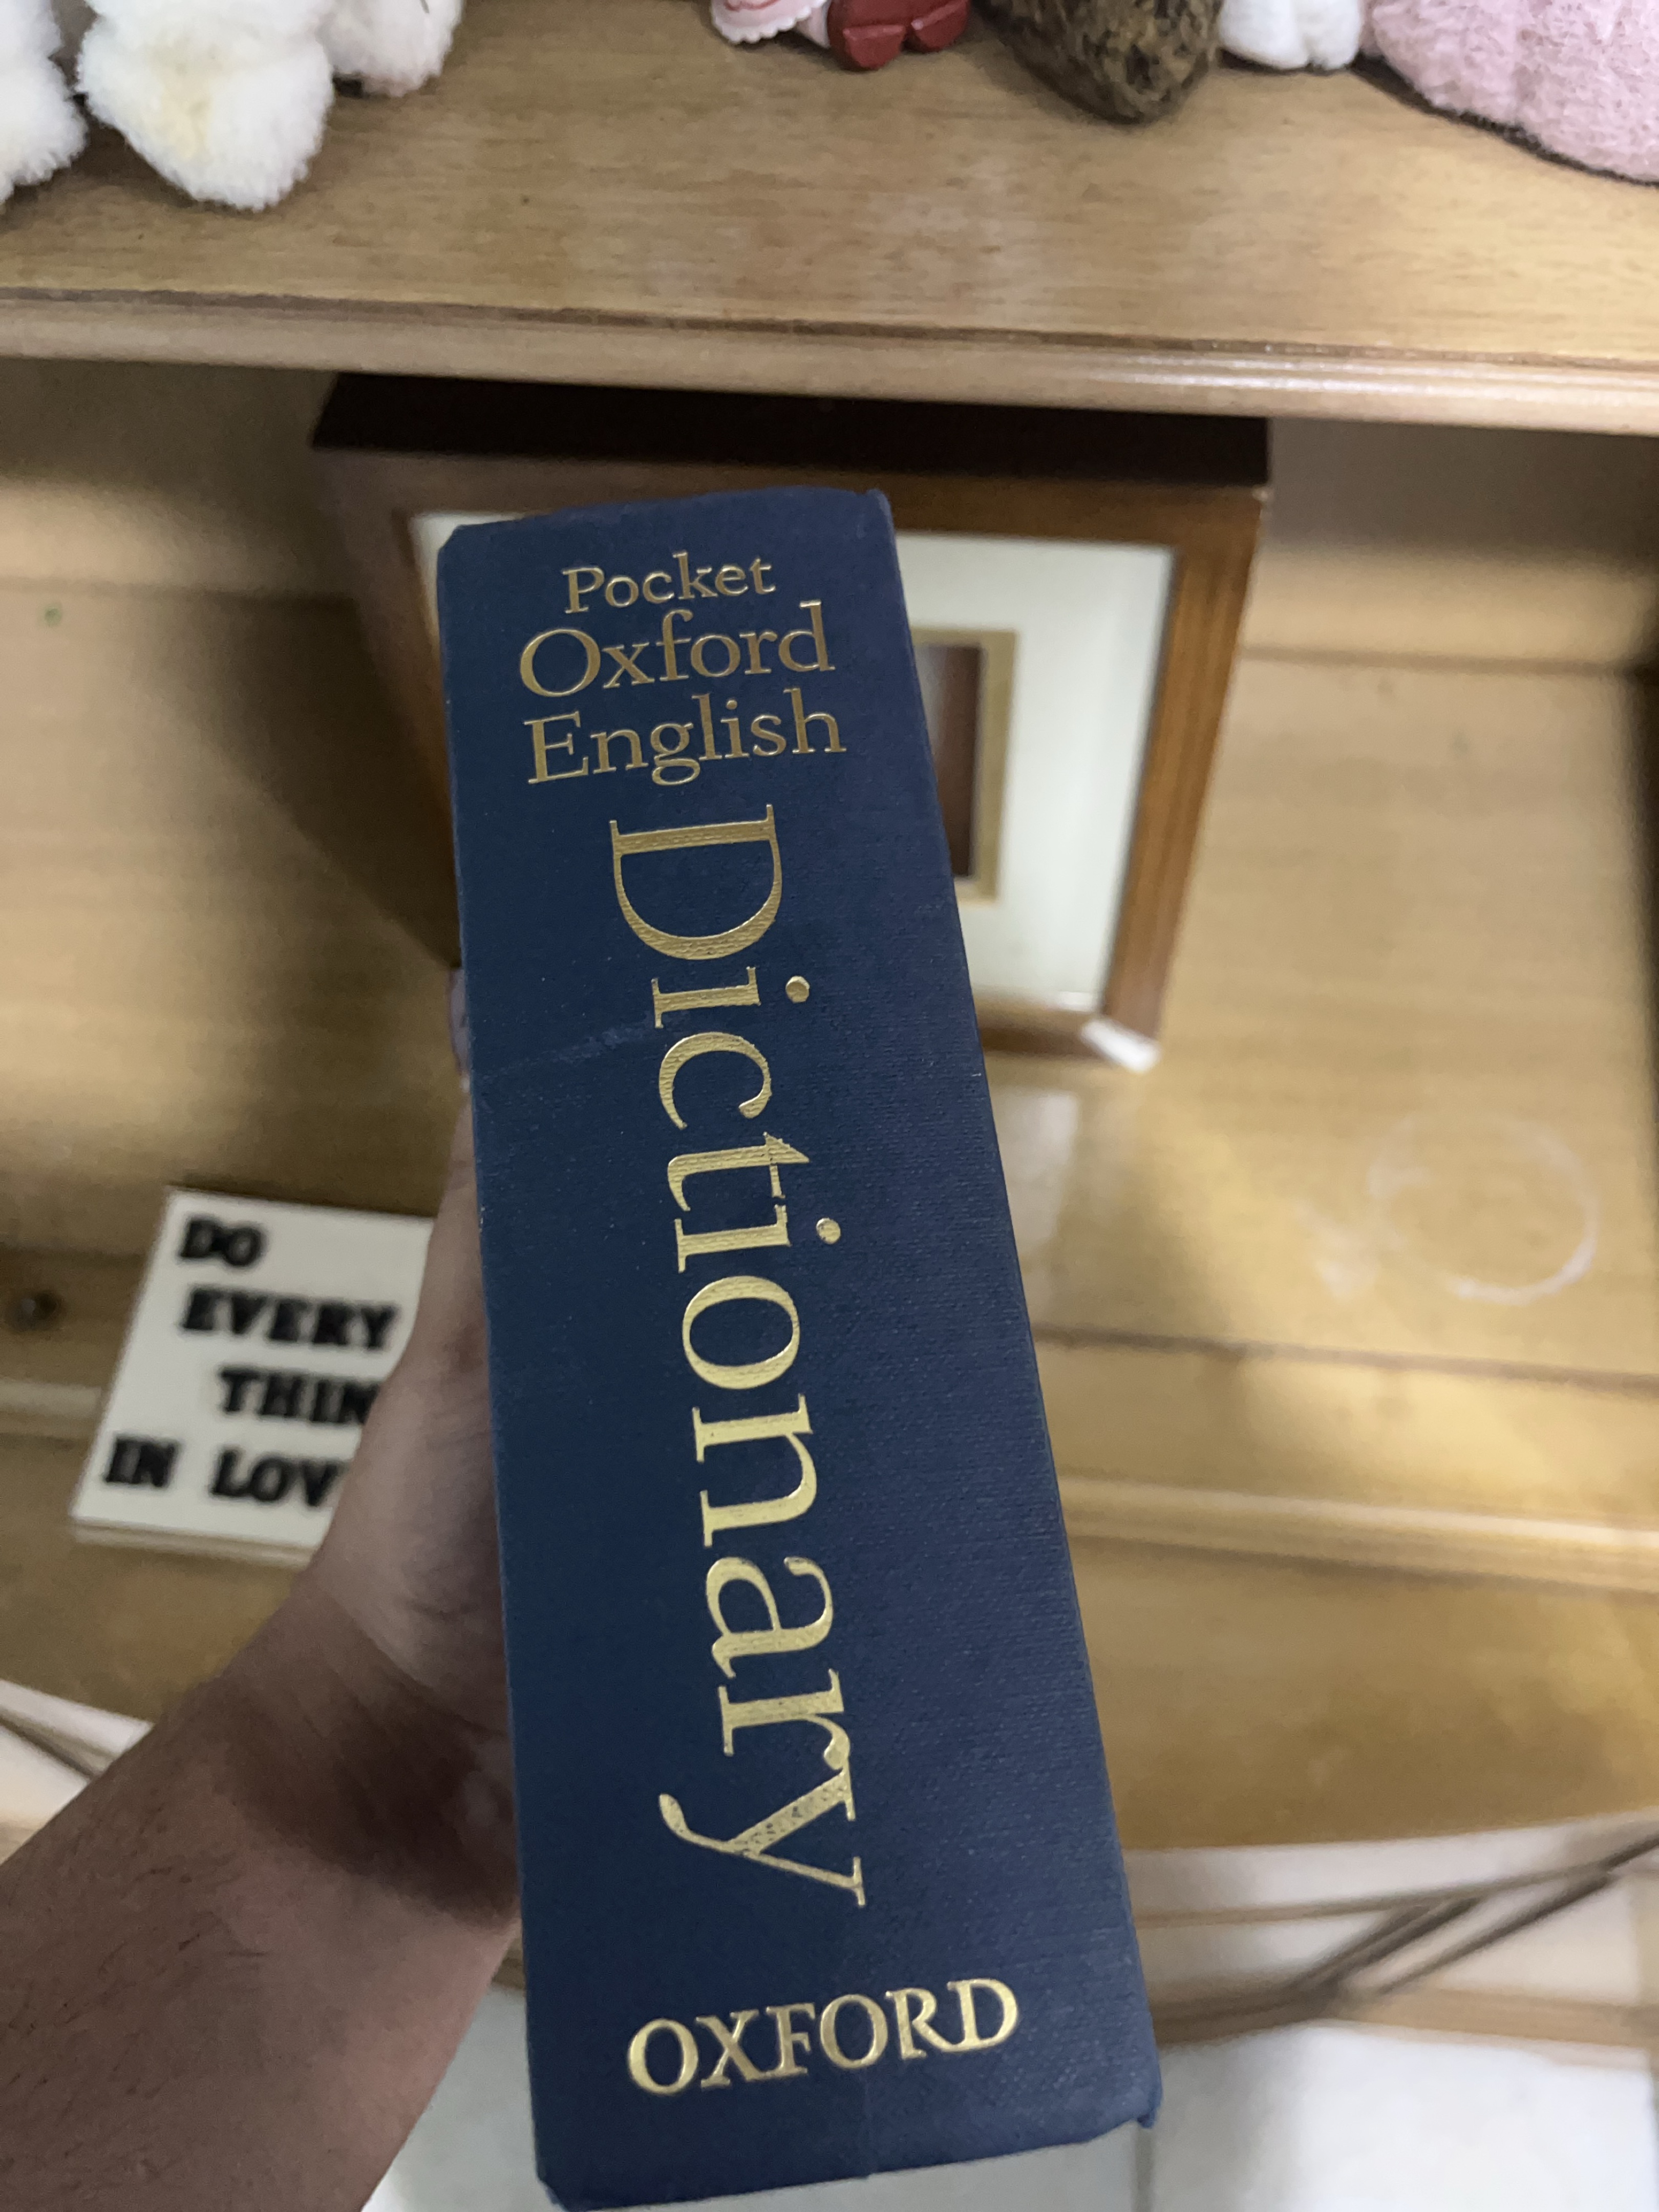 Pocket
Oxford
English
Dictionary
OXFORD
DO
EVERY
THIN
IN LOV